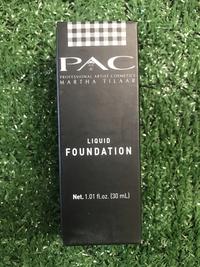 PAC
PROFESSIONAL ARTIST COSMETICS
MARTHA TILAAR
LIQUID
FOUNDATION
Net. 1.01 fl.oz. (30 mL)